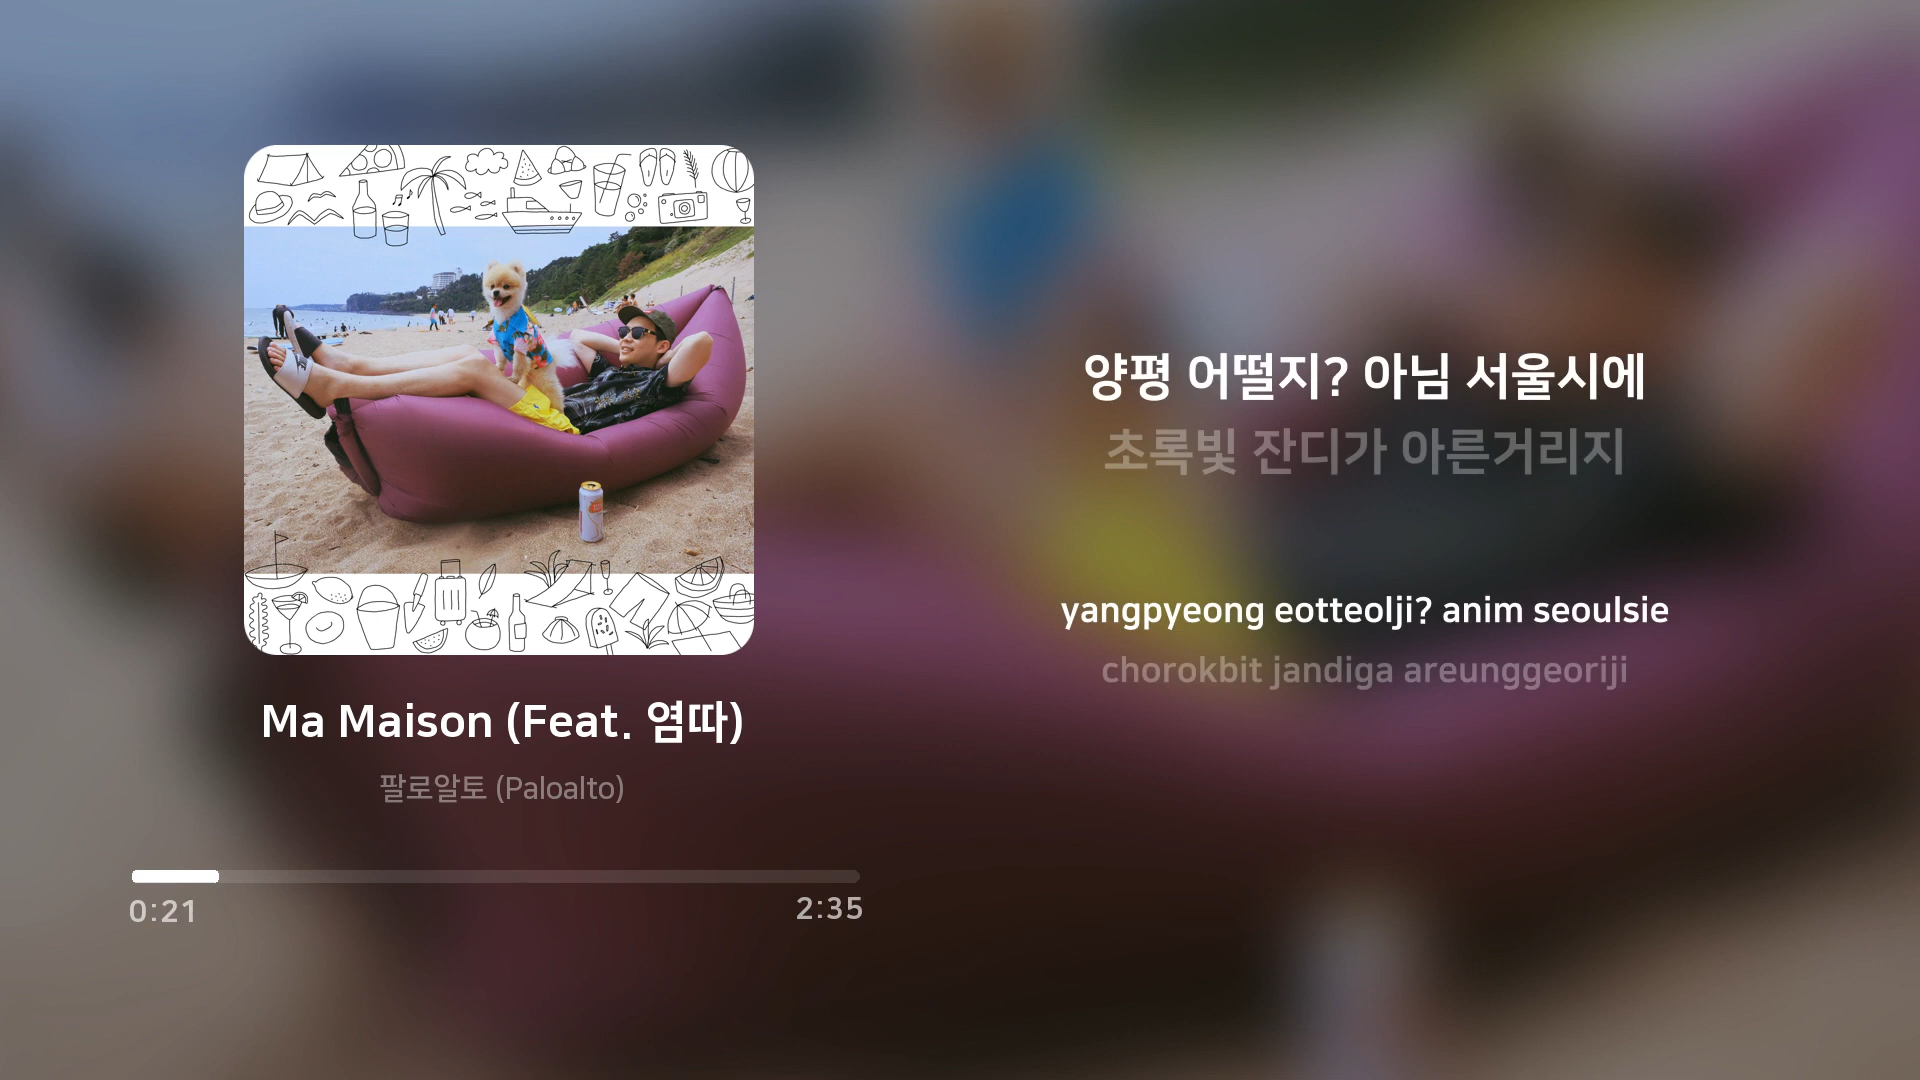 Ma Maison (Feat. 염따)
팔로알토 (Paloalto)
0:21
2:35
양평 어떨지? 아님 서울시에
초록빛 잔디가 아른거리지
yangpyeong eotteolji? anim seoulsie
chorokbit jandiga areunggeoriji